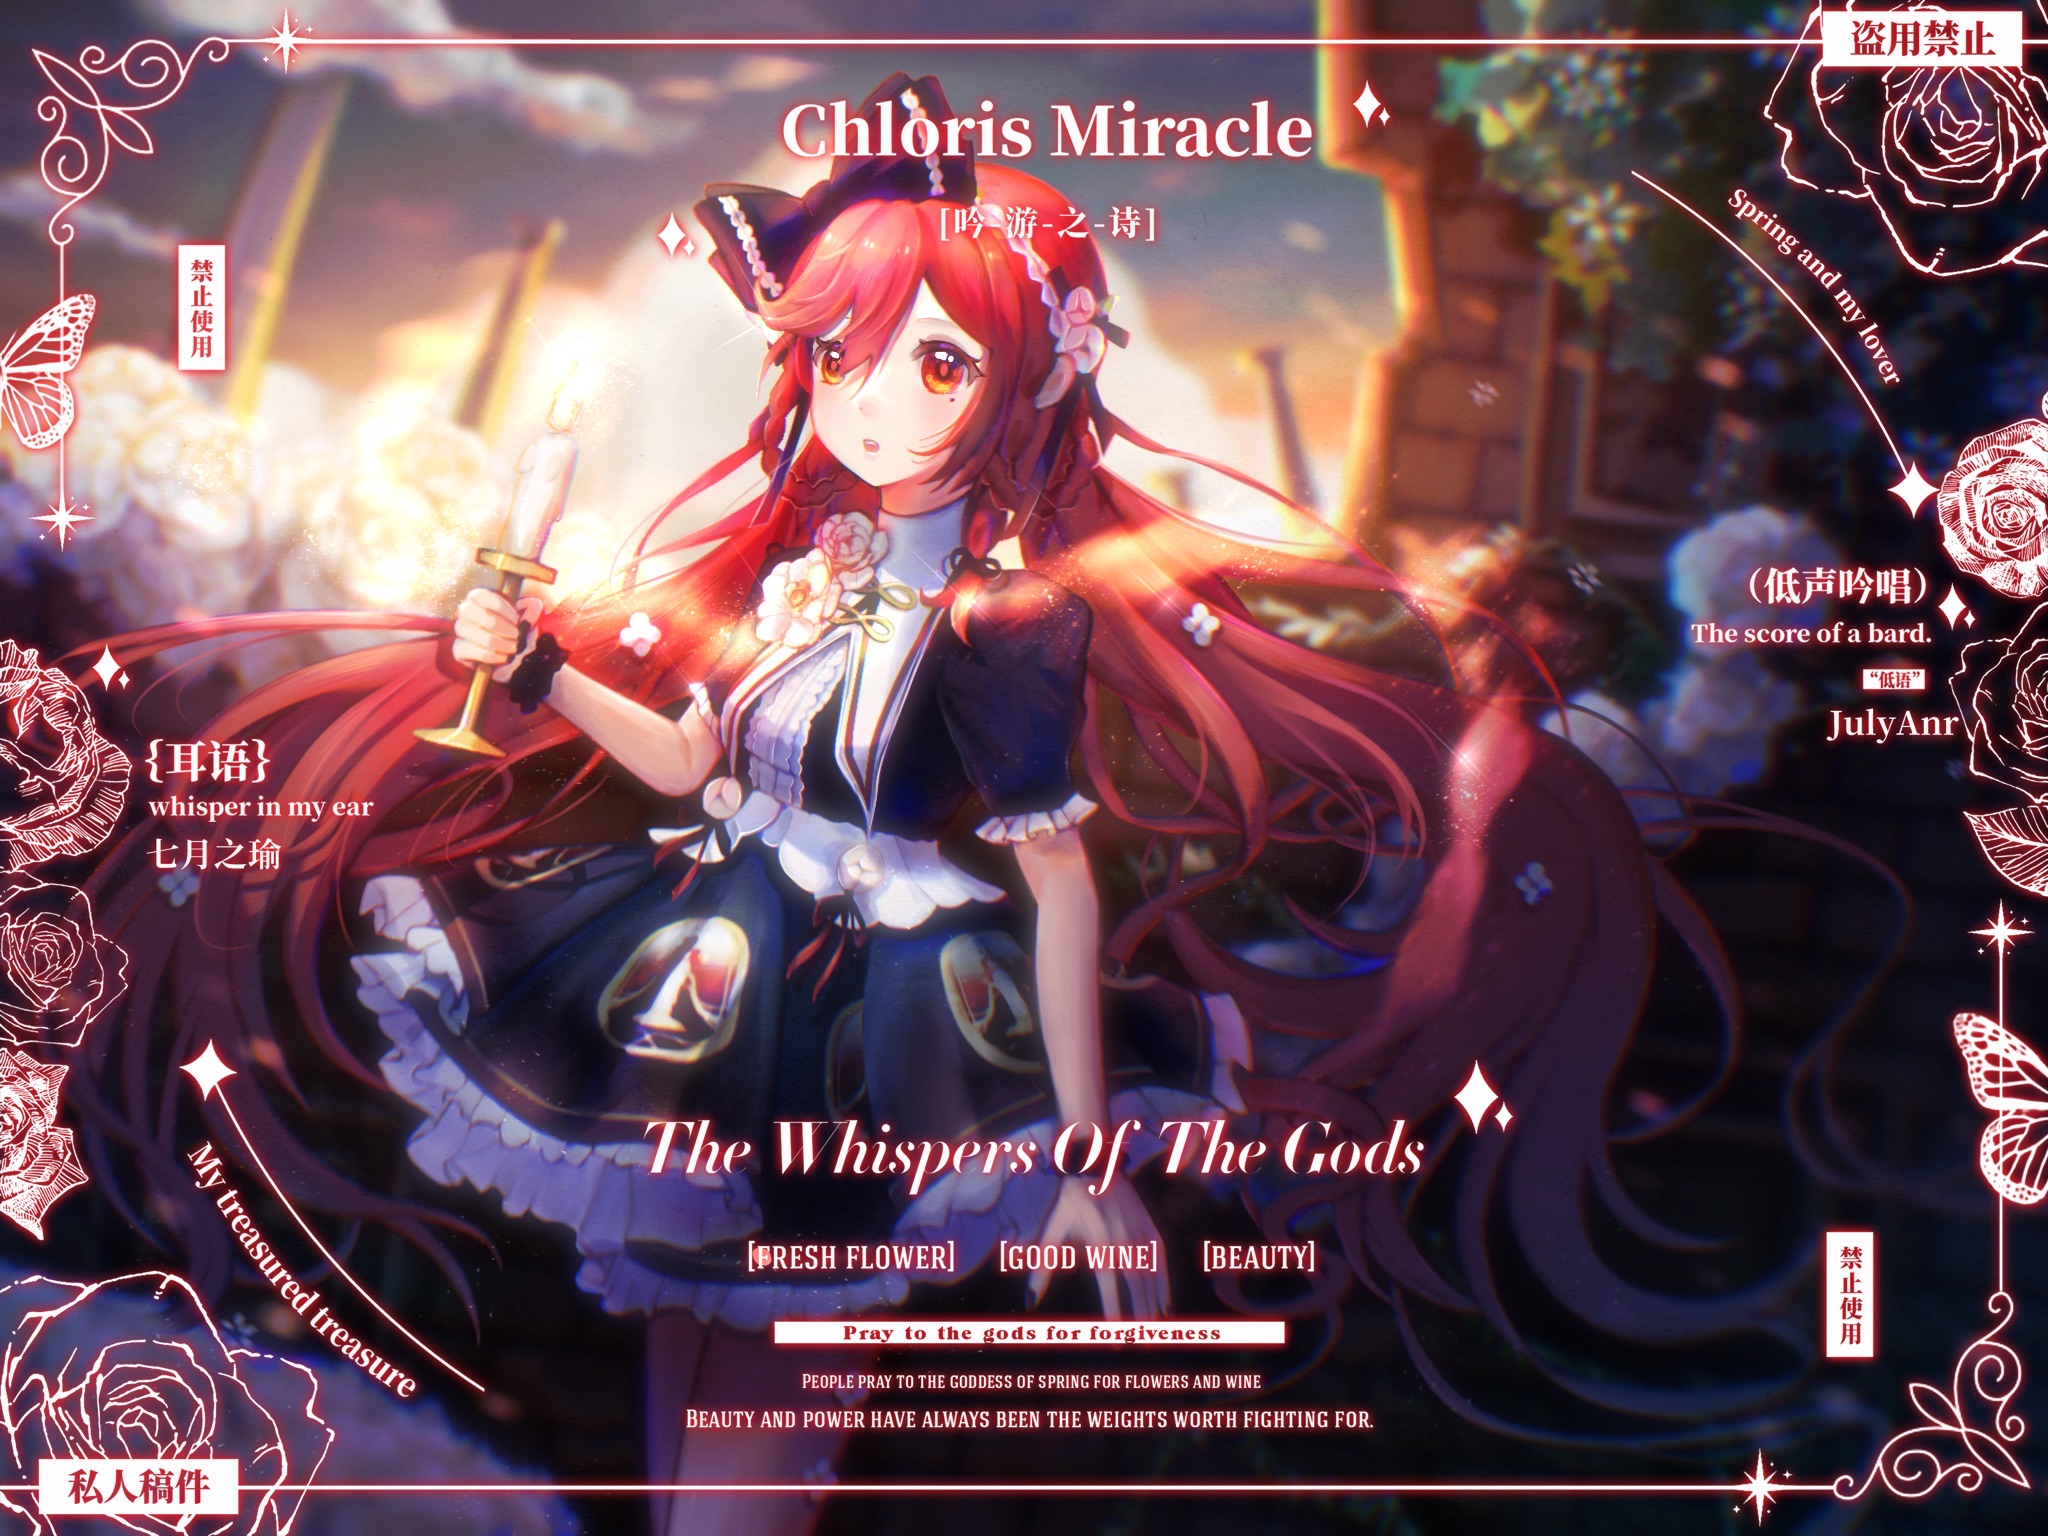 盗用禁止
Chloris Miracle
[吟-游-之-诗]
Spring and my lover
禁止使用
(低声吟唱)
The score of a bard.
“低语”
JulyAnr
{耳语}
whisper in my ear
七月之瑜
My treasured treasure
The Whispers Of The Gods
[FRESH FLOWER] [GOOD WINE] [BEAUTY]
Pray to the gods for forgiveness
PEOPLE PRAY TO THE GODDESS OF SPRING FOR FLOWERS AND WINE
BEAUTY AND POWER HAVE ALWAYS BEEN THE WEIGHTS WORTH FIGHTING FOR.
禁止使用
私人稿件